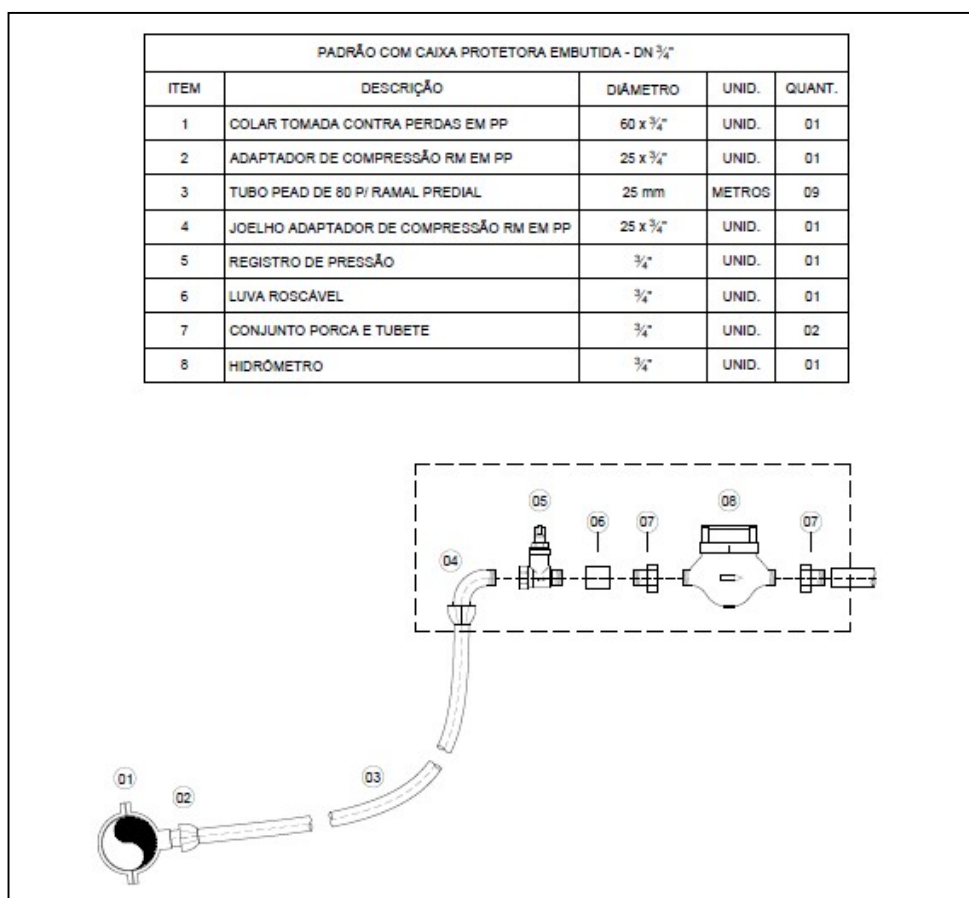 PADRÃO COM CAIXA PROTETORA EMBUTIDA - DN ¾"
ITEM DESCRIÇÃO DIÂMETRO UNID. QUANT.
1 COLAR TOMADA CONTRA PERDAS EM PP 60 x ¾" UNID. 01
2 ADAPTADOR DE COMPRESSÃO RM EM PP 25 x ¾" UNID. 01
3 TUBO PEAD DE 80 P/ RAMAL PREDIAL 25 mm METROS 09
4 JOELHO ADAPTADOR DE COMPRESSÃO RM EM PP 25 x ¾" UNID. 01
5 REGISTRO DE PRESSÃO ¾" UNID. 01
6 LUVA ROSCÁVEL ¾" UNID. 01
7 CONJUNTO PORCA E TUBETE ¾" UNID. 02
8 HIDRÔMETRO ¾" UNID. 01
05 08
06 07 07
04
03
01
02